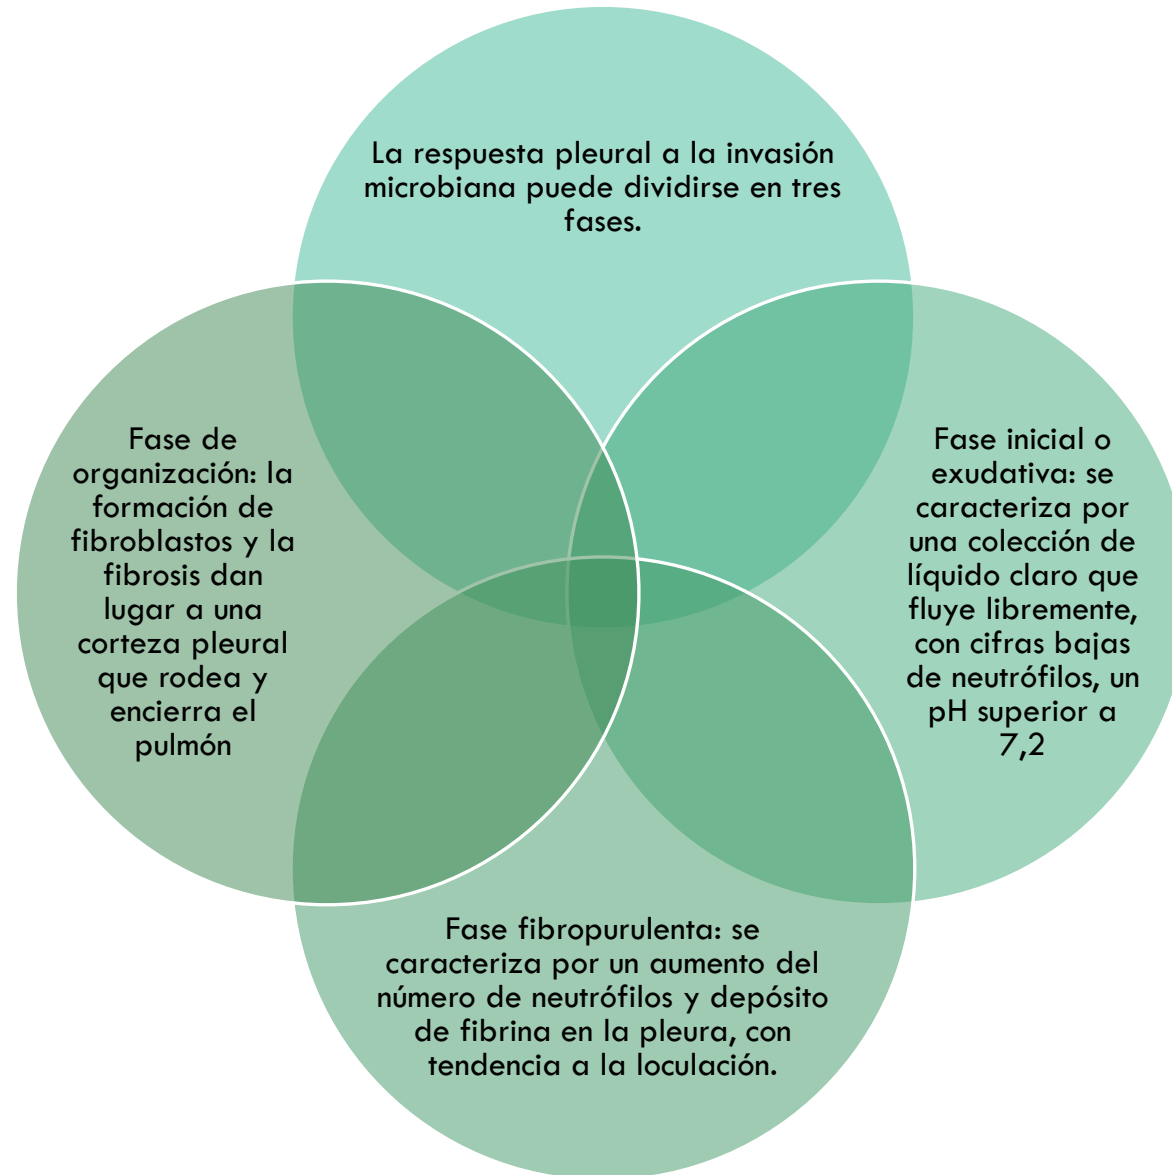 La respuesta pleural a la invasión
microbiana puede dividirse en tres
fases.
Fase inicial o
exudativa: se
caracteriza por
una colección de
líquido claro que
fluye libremente,
con cifras bajas
de neutrófilos, un
pH superior a
7,2
Fase fibropurulenta: se
caracteriza por un aumento del
número de neutrófilos y depósito
de fibrina en la pleura, con
tendencia a la loculación.
Fase de
organización: la
formación de
fibroblastos y la
fibrosis dan
lugar a una
corteza pleural
que rodea y
encierra el
pulmón